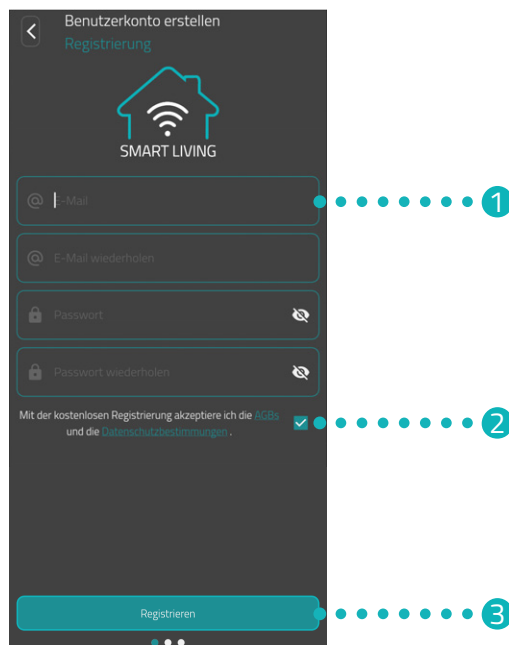 Benutzerkonto erstellen
Registrierung
SMART LIVING
E-Mail
1
E-Mail wiederholen
Passwort
Passwort wiederholen
Mit der kostenlosen Registrierung akzeptiere ich die AGBs
und die Datenschutzbestimmungen .
2
Registrieren
3